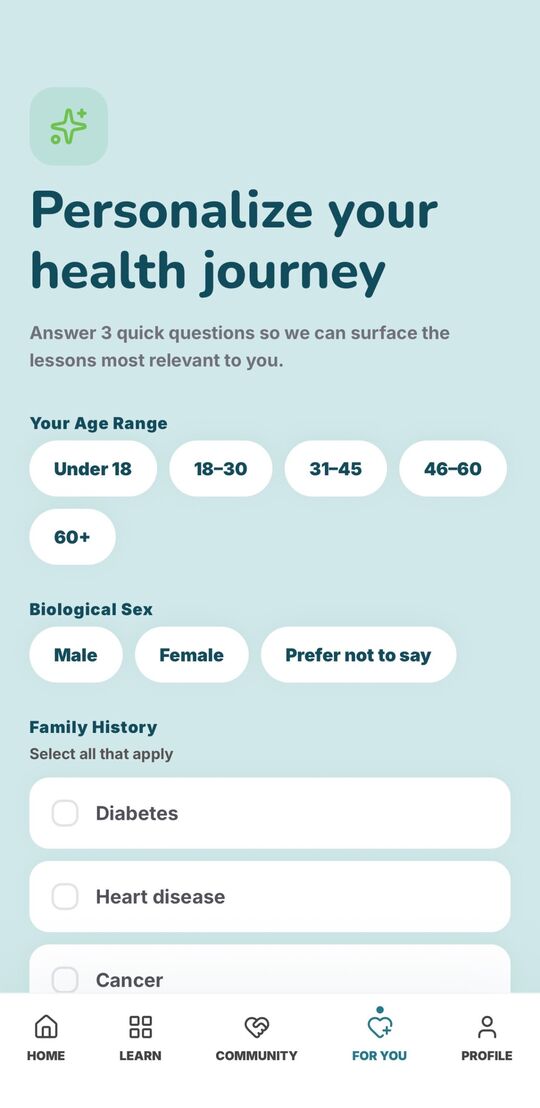 Personalize your
health journey
Answer 3 quick questions so we can surface the
lessons most relevant to you.
Your Age Range
Under 18
18–30
31–45
46–60
60+
Biological Sex
Male
Female
Prefer not to say
Family History
Select all that apply
Diabetes
Heart disease
Cancer
HOME
LEARN
COMMUNITY
FOR YOU
PROFILE